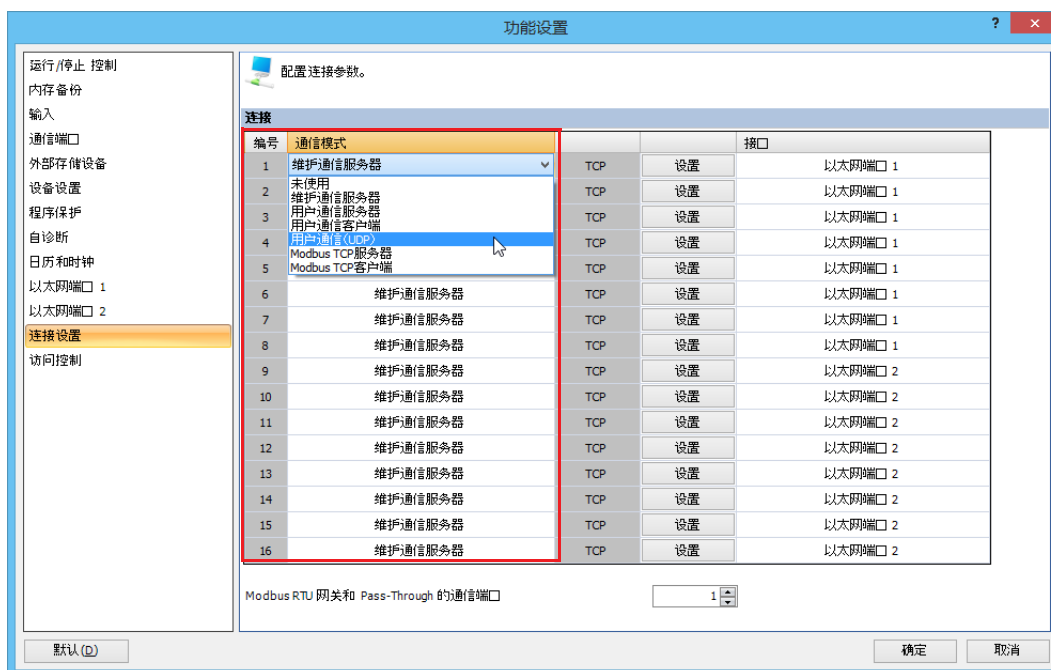 功能设置
? ×
运行/停止 控制
内存备份
输入
通信端口
外部存储设备
设备设置
程序保护
自诊断
日历和时钟
以太网端口 1
以太网端口 2
连接设置
访问控制
配置连接参数。
连接
编号 通信模式 接口
1 维护通信服务器 TCP 设置 以太网端口 1
未使用
维护通信服务器
用户通信服务器
用户通信客户端
用户通信(UDP)
Modbus TCP服务器
Modbus TCP客户端
2 TCP 设置 以太网端口 1
3 TCP 设置 以太网端口 1
4 TCP 设置 以太网端口 1
5 TCP 设置 以太网端口 1
6 维护通信服务器 TCP 设置 以太网端口 1
7 维护通信服务器 TCP 设置 以太网端口 1
8 维护通信服务器 TCP 设置 以太网端口 1
9 维护通信服务器 TCP 设置 以太网端口 2
10 维护通信服务器 TCP 设置 以太网端口 2
11 维护通信服务器 TCP 设置 以太网端口 2
12 维护通信服务器 TCP 设置 以太网端口 2
13 维护通信服务器 TCP 设置 以太网端口 2
14 维护通信服务器 TCP 设置 以太网端口 2
15 维护通信服务器 TCP 设置 以太网端口 2
16 维护通信服务器 TCP 设置 以太网端口 2
Modbus RTU 网关和 Pass-Through 的通信端口 1
默认(D) 确定 取消